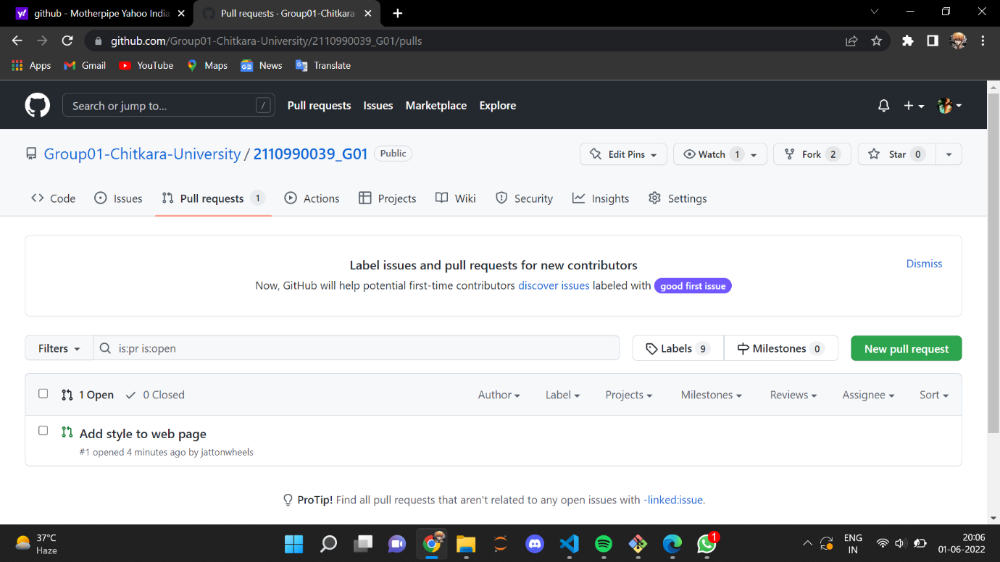 github - Motherpipe Yahoo India
Pull requests · Group01-Chitkara-
github.com/Group01-Chitkara-University/2110990039_G01/pulls
Apps Gmail YouTube Maps News Translate
Search or jump to... / Pull requests Issues Marketplace Explore
Group01-Chitkara-University / 2110990039_G01 Public Edit Pins Watch 1 Fork 2 Star 0
Code Issues Pull requests 1 Actions Projects Wiki Security Insights Settings
Label issues and pull requests for new contributors
Dismiss
Now, GitHub will help potential first-time contributors discover issues labeled with good first issue
Filters is:pr is:open Labels 9 Milestones 0 New pull request
1 Open 0 Closed Author Label Projects Milestones Reviews Assignee Sort
Add style to web page
#1 opened 4 minutes ago by jattonwheels
ProTip! Find all pull requests that aren't related to any open issues with -linked:issue.
37°C
Haze
1
ENG
IN
20:06
01-06-2022